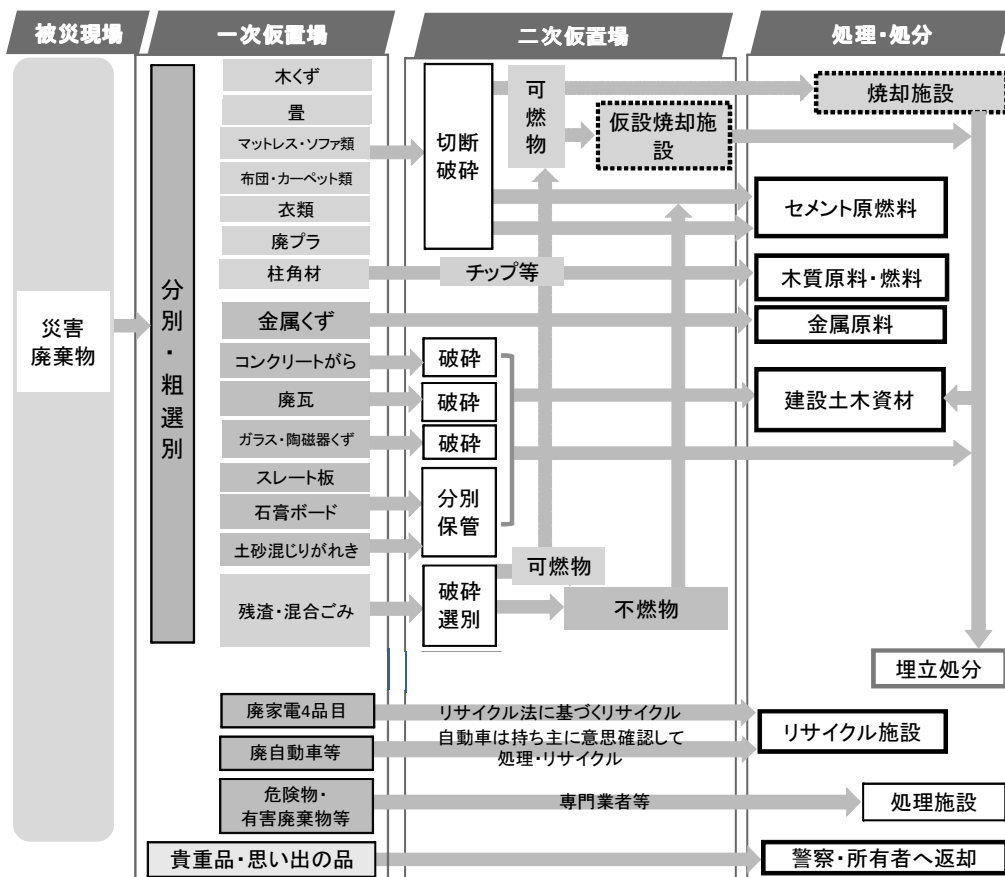 被災現場
一次仮置場
二次仮置場
処理・処分
災害
廃棄物
分別・粗選別
木くず
畳
マットレス・ソファ類
布団・カーペット類
衣類
廃プラ
柱角材
金属くず
コンクリートがら
廃瓦
ガラス・陶磁器くず
スレート板
石膏ボード
土砂混じりがれき
残渣・混合ごみ
切断
破砕
可燃物
仮設焼却施
設
チップ等
破砕
破砕
破砕
分別
保管
破砕
選別
可燃物
不燃物
焼却施設
セメント原燃料
木質原料・燃料
金属原料
建設土木資材
埋立処分
廃家電4品目
リサイクル法に基づくリサイクル
リサイクル施設
廃自動車等
自動車は持ち主に意思確認して
処理・リサイクル
危険物・
有害廃棄物等
専門業者等
処理施設
貴重品・思い出の品
警察・所有者へ返却